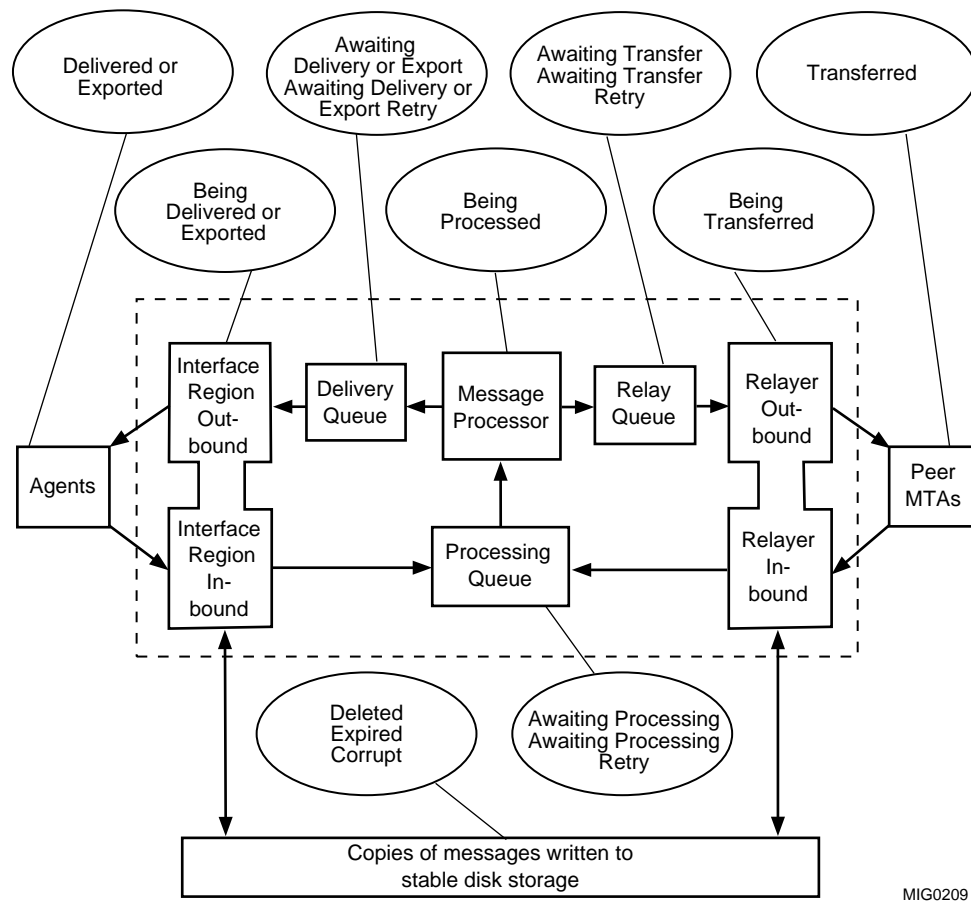 Delivered or
Exported
Awaiting
Delivery or Export
Awaiting Delivery or
Export Retry
Awaiting Transfer
Awaiting Transfer
Retry
Transferred
Being
Delivered or
Exported
Being
Processed
Being
Transferred
Interface
Region
Out-
bound
Delivery
Queue
Message
Processor
Relay
Queue
Relayer
Out-
bound
Agents
Peer
MTAs
Interface
Region
In-
bound
Processing
Queue
Relayer
In-
bound
Deleted
Expired
Corrupt
Awaiting Processing
Awaiting Processing
Retry
Copies of messages written to
stable disk storage
MIG0209